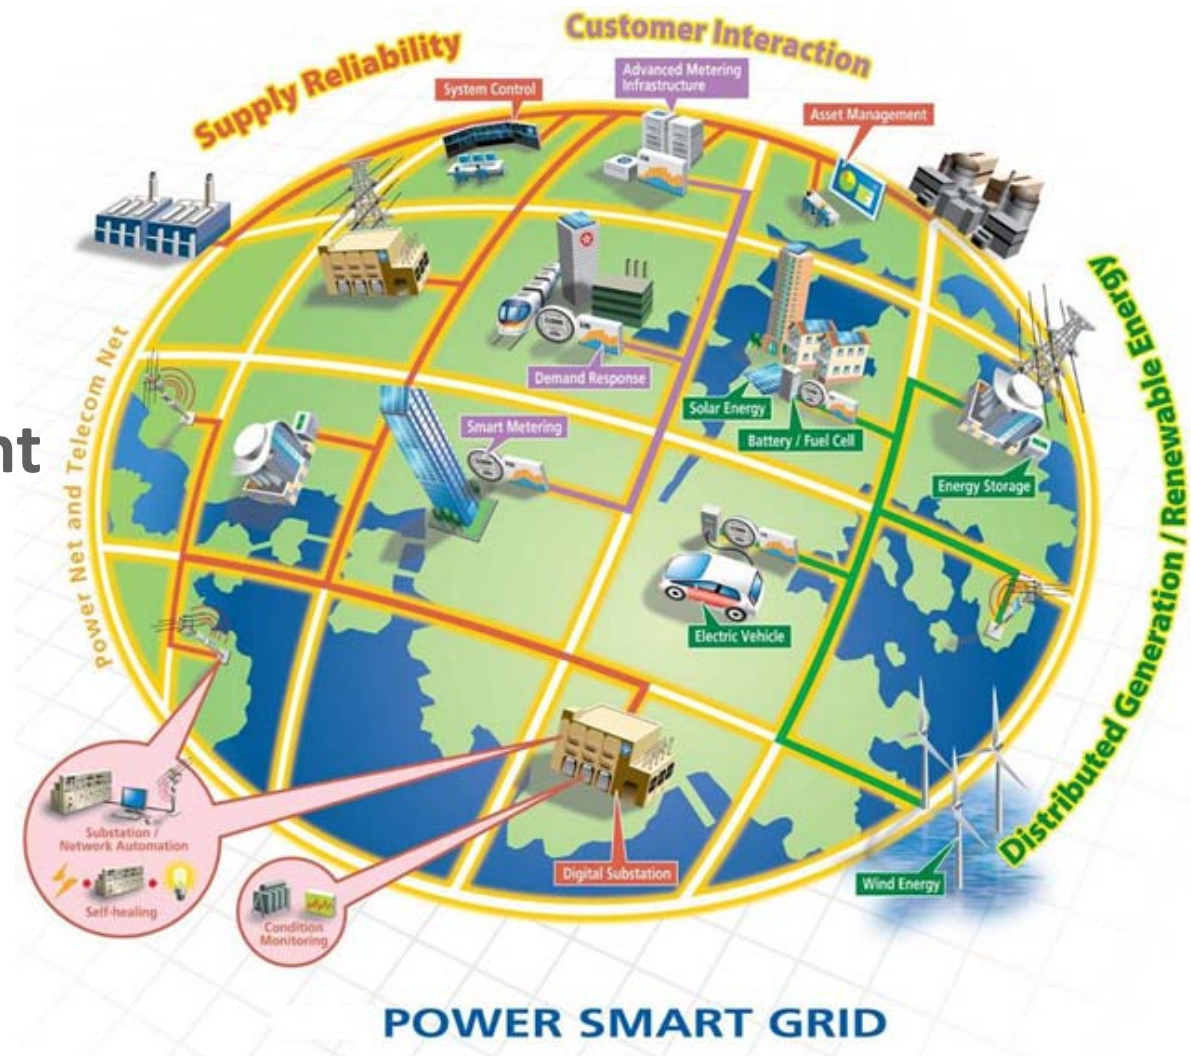 Supply Reliability
Customer Interaction
System Control
Advanced Metering
Infrastructure
Asset Management
Power Net and Telecom Net
nt
Demand Response
Smart Metering
Solar Energy
Battery / Fuel Cell
Energy Storage
Electric Vehicle
Distributed Generation / Renewable Energy
Substation /
Network Automation
Self-healing
Condition
Monitoring
Digital Substation
Wind Energy
POWER SMART GRID